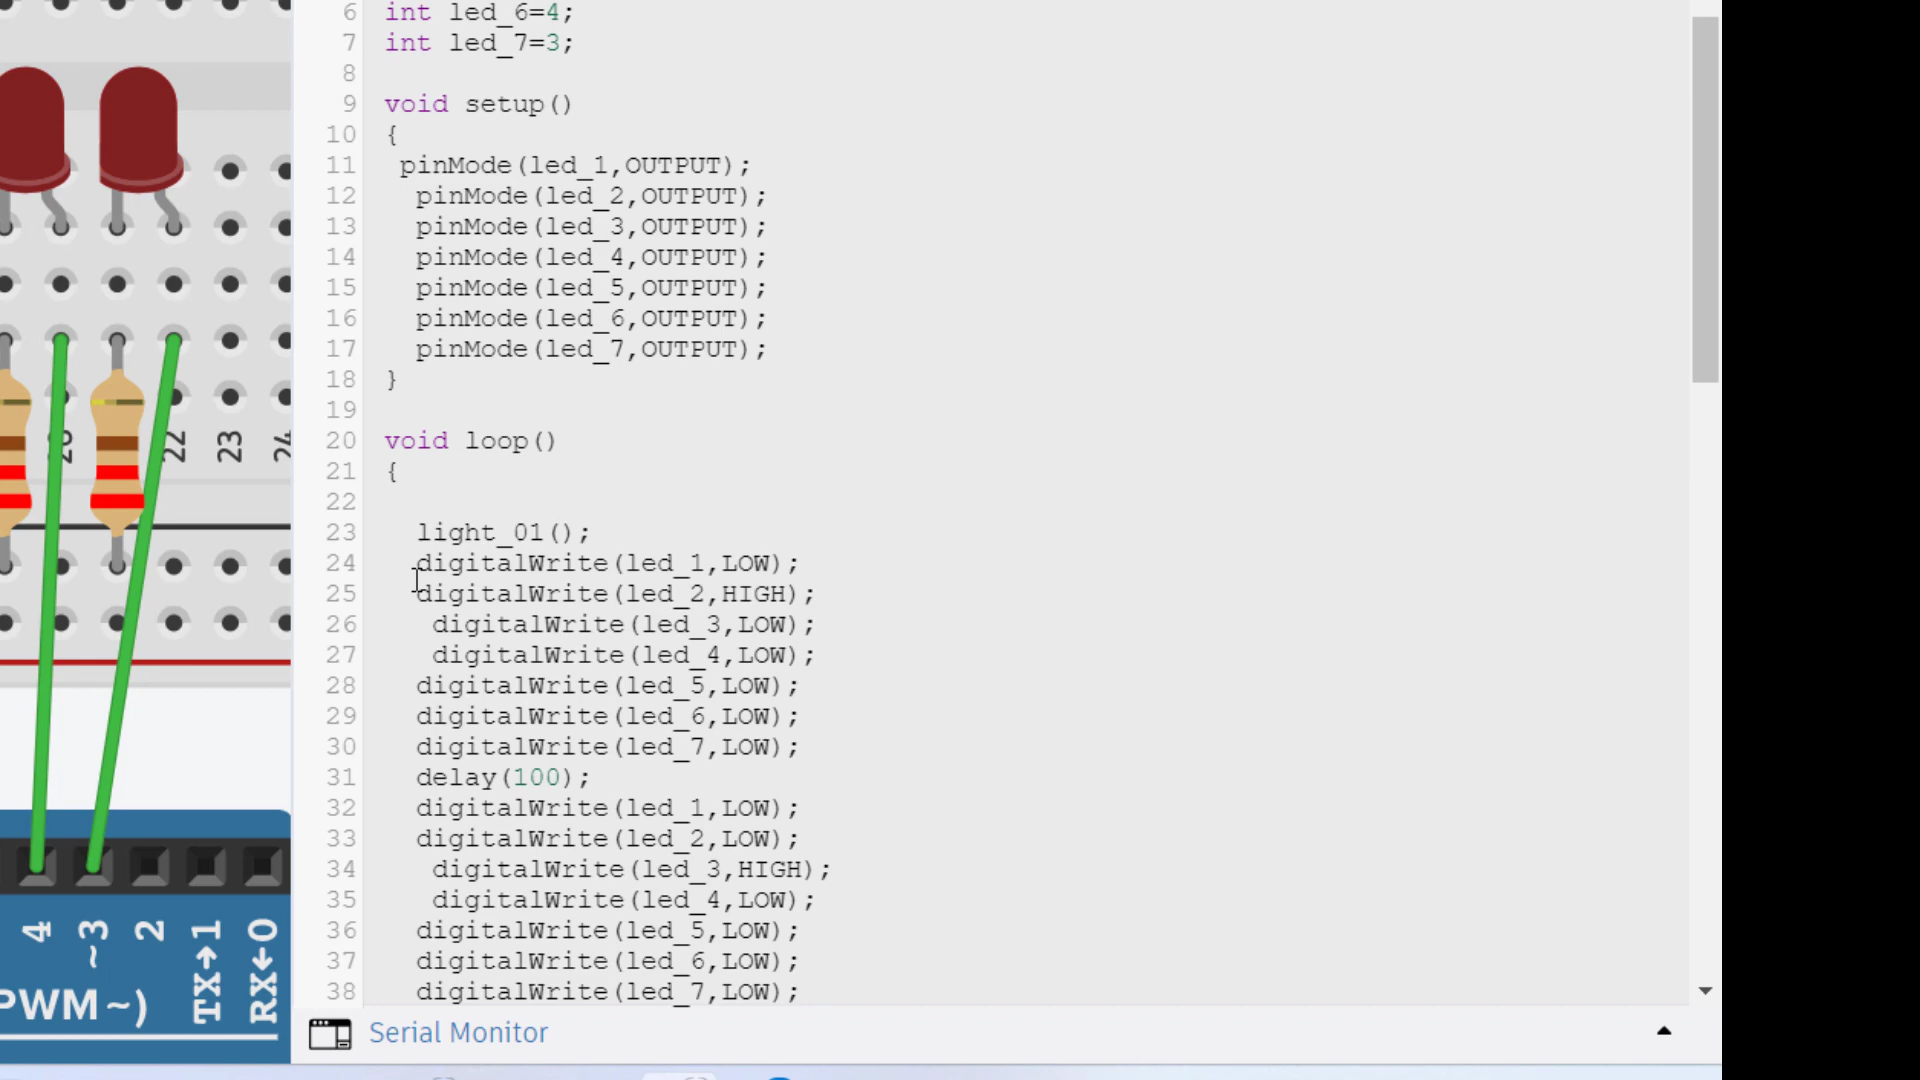 6 int led_6=4;
7 int led_7=3;
8
9 void setup()
10 {
11 pinMode(led_1,OUTPUT);
12 pinMode(led_2,OUTPUT);
13 pinMode(led_3,OUTPUT);
14 pinMode(led_4,OUTPUT);
15 pinMode(led_5,OUTPUT);
16 pinMode(led_6,OUTPUT);
17 pinMode(led_7,OUTPUT);
18 }
19
20 void loop()
21 {
22
23 light_01();
24 digitalWrite(led_1,LOW);
25 digitalWrite(led_2,HIGH);
26 digitalWrite(led_3,LOW);
27 digitalWrite(led_4,LOW);
28 digitalWrite(led_5,LOW);
29 digitalWrite(led_6,LOW);
30 digitalWrite(led_7,LOW);
31 delay(100);
32 digitalWrite(led_1,LOW);
33 digitalWrite(led_2,LOW);
34 digitalWrite(led_3,HIGH);
35 digitalWrite(led_4,LOW);
36 digitalWrite(led_5,LOW);
37 digitalWrite(led_6,LOW);
38 digitalWrite(led_7,LOW);
Serial Monitor
22 23 24
4 ~3 2 TX→1 RX←0
PWM~)